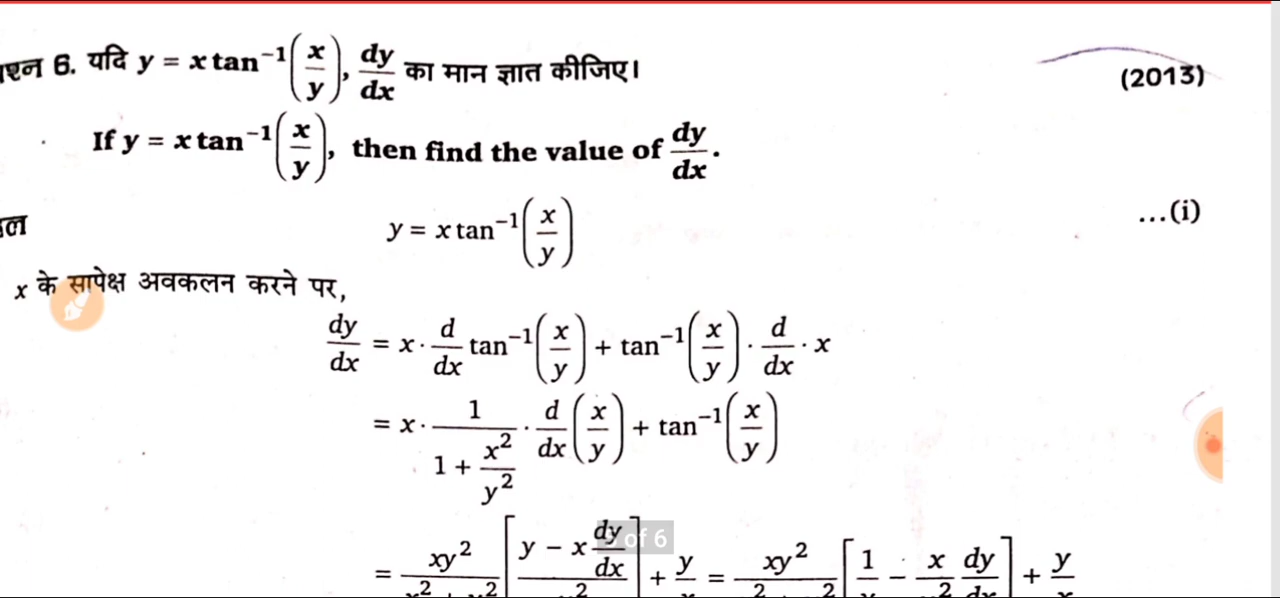 प्रश्न 6. यदि y = x tan⁻¹(x/y), dy/dx का मान ज्ञात कीजिए। (2013)
If y = x tan⁻¹(x/y), then find the value of dy/dx.
y = x tan⁻¹(x/y) ...(i)
x के सापेक्ष अवकलन करने पर,
dy/dx = x · d/dx tan⁻¹(x/y) + tan⁻¹(x/y) · d/dx · x
= x · 1/(1 + x²/y²) · d/dx (x/y) + tan⁻¹(x/y)
of 6